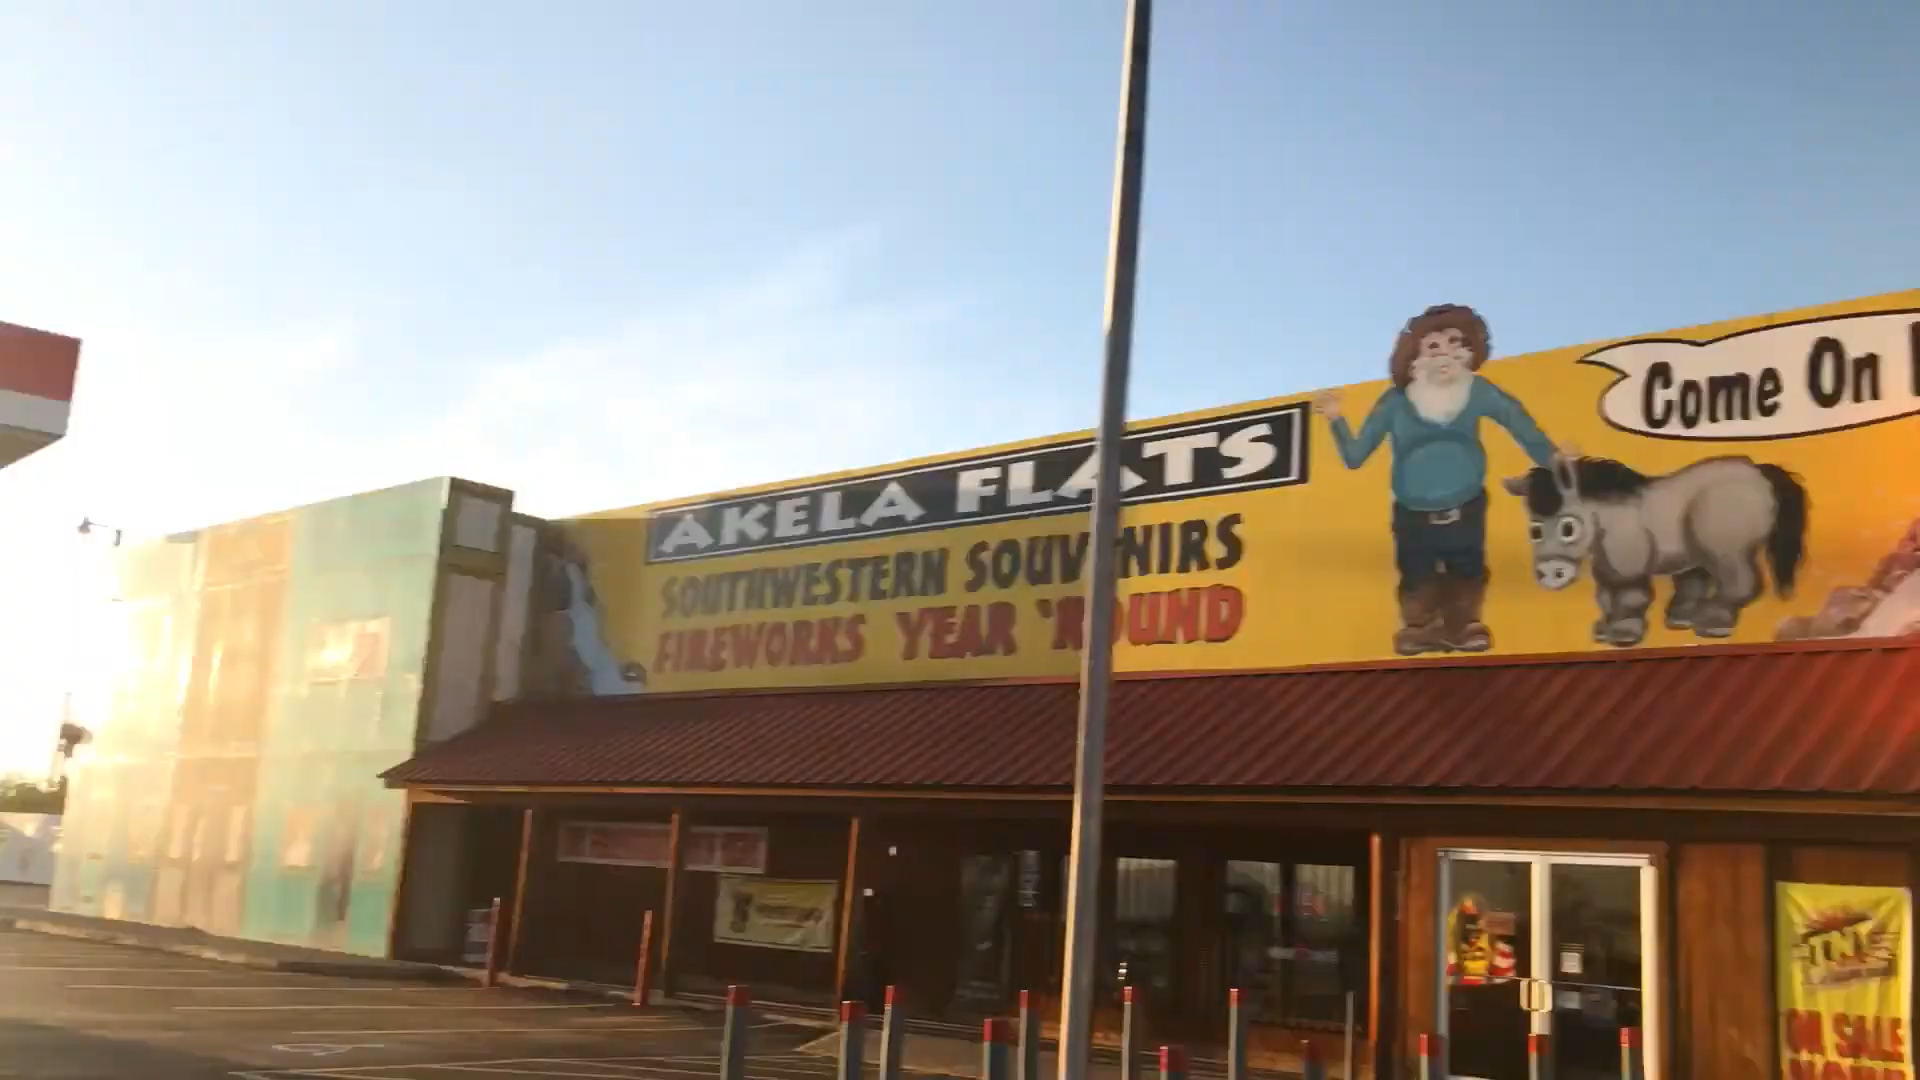 AKELA FLATS
SOUTHWESTERN SOUVENIRS
FIREWORKS YEAR 'ROUND
Come On
TNT
ON SALE